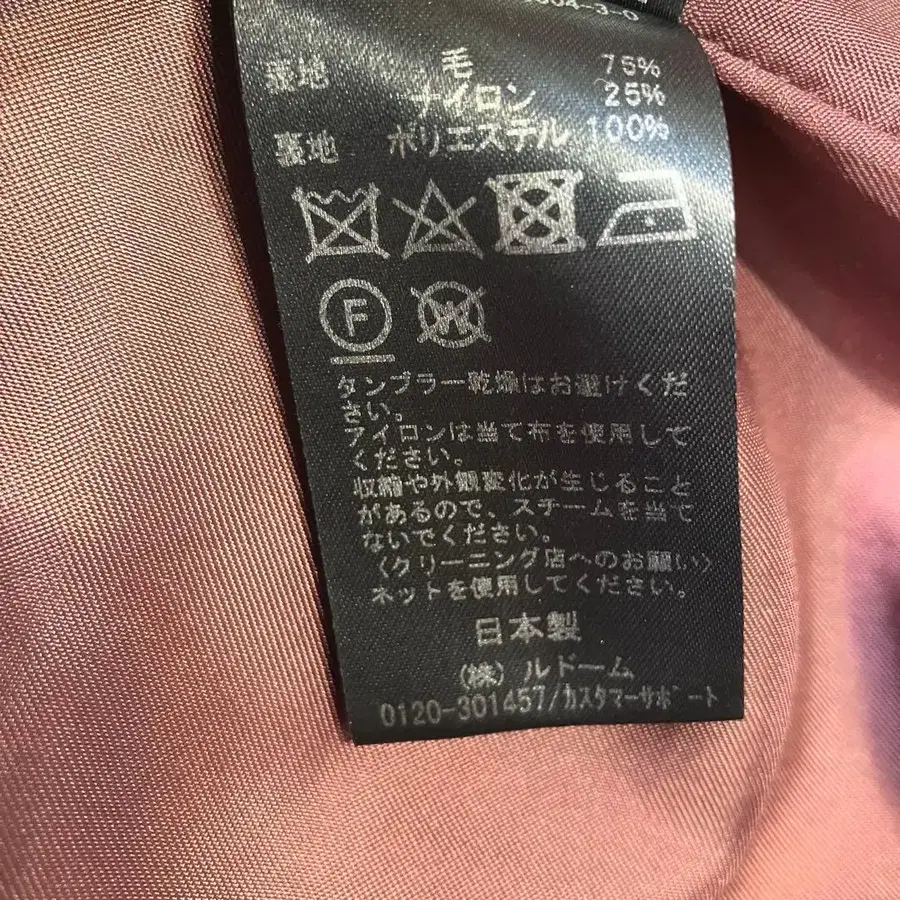 表地 毛 75%
ナイロン 25%
裏地 ポリエステル 100%
F
W
タンブラー乾燥はお避けくだ
さい。
アイロンは当て布を使用して
ください。
収縮や外観変化が生じること
があるので、スチームを当て
ないでください。
〈クリーニング店へのお願い〉
ネットを使用してください。
日本製
(株) ルドーム
0120-301457/カスタマーサポート